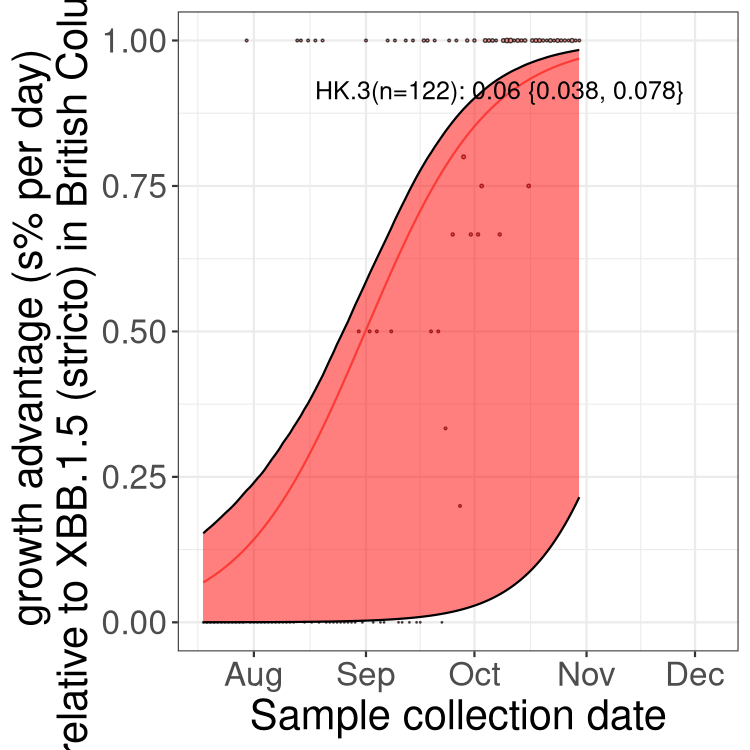 growth advantage (s% per day)
relative to XBB.1.5 (stricto) in British Colu
1.00
0.75
0.50
0.25
0.00
HK.3(n=122): 0.06 {0.038, 0.078}
Aug Sep Oct Nov Dec
Sample collection date